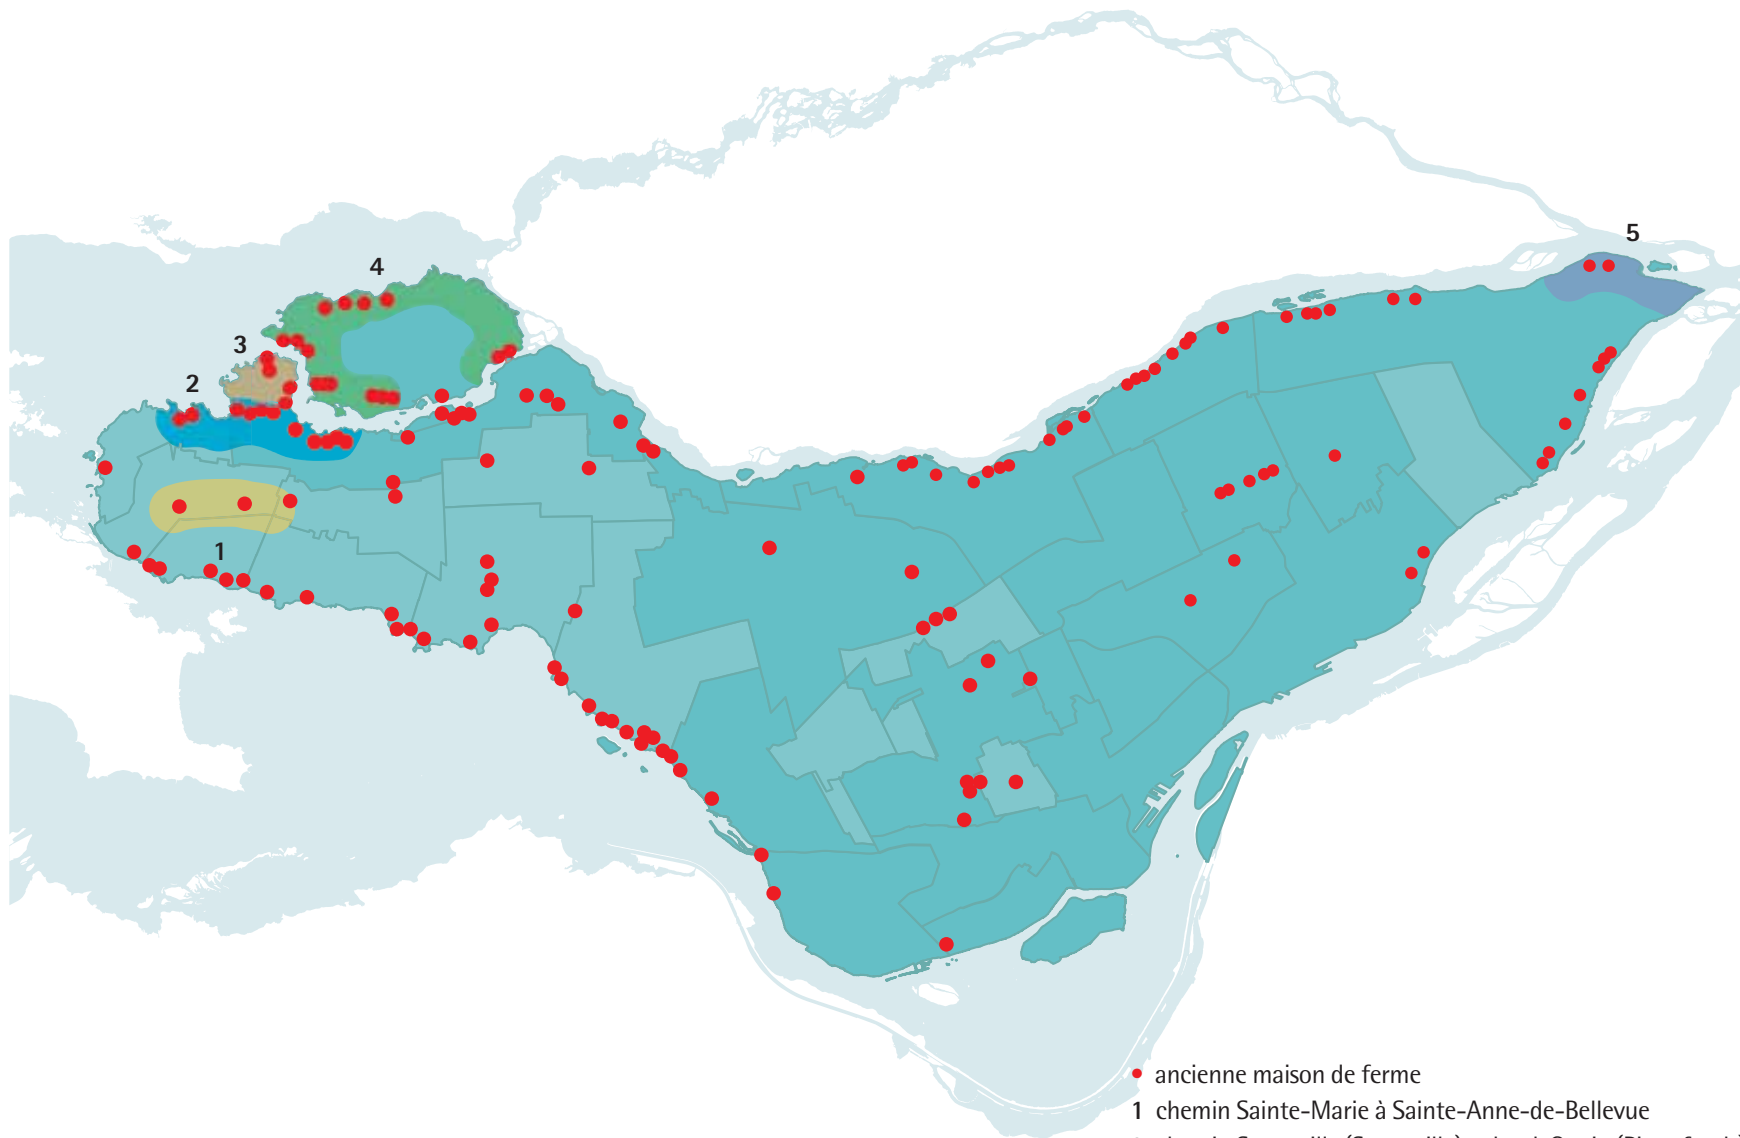 5
4
3
2
1
ancienne maison de ferme
1 chemin Sainte-Marie à Sainte-Anne-de-Bellevue